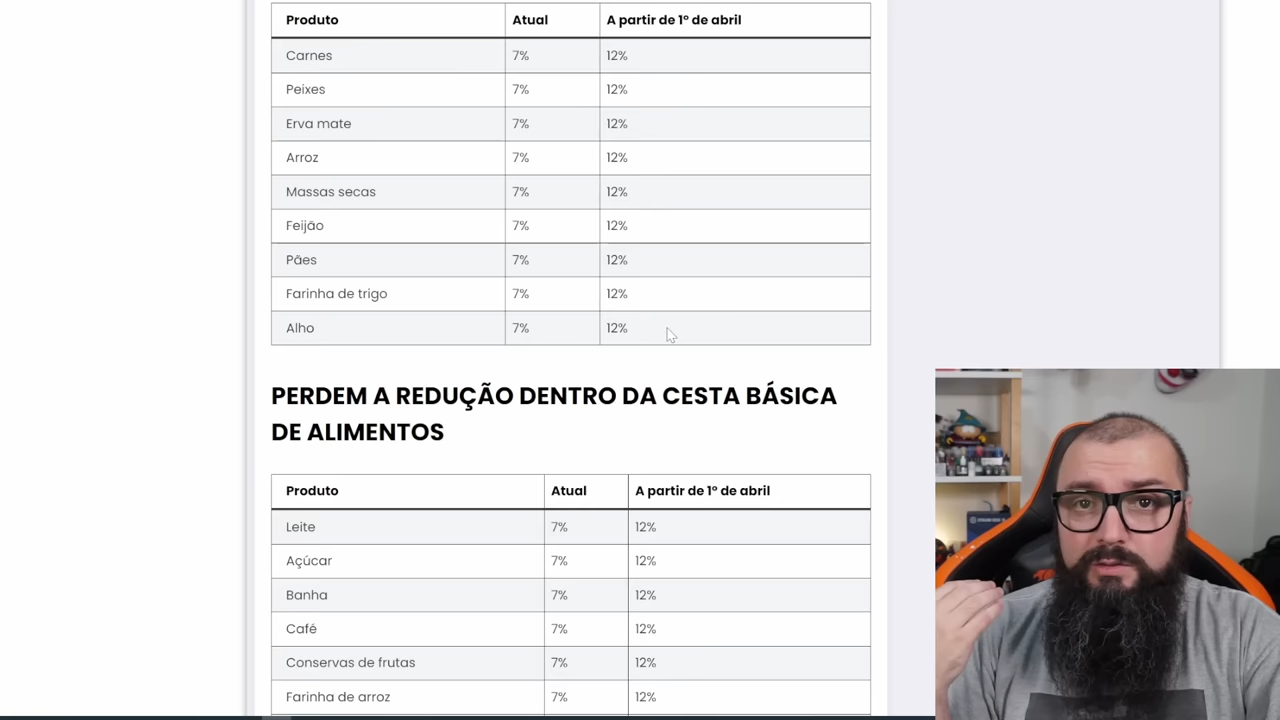 Produto Atual A partir de 1º de abril
Carnes 7% 12%
Peixes 7% 12%
Erva mate 7% 12%
Arroz 7% 12%
Massas secas 7% 12%
Feijão 7% 12%
Pães 7% 12%
Farinha de trigo 7% 12%
Alho 7% 12%
PERDEM A REDUÇÃO DENTRO DA CESTA BÁSICA
DE ALIMENTOS
Produto Atual A partir de 1º de abril
Leite 7% 12%
Açúcar 7% 12%
Banha 7% 12%
Café 7% 12%
Conservas de frutas 7% 12%
Farinha de arroz 7% 12%